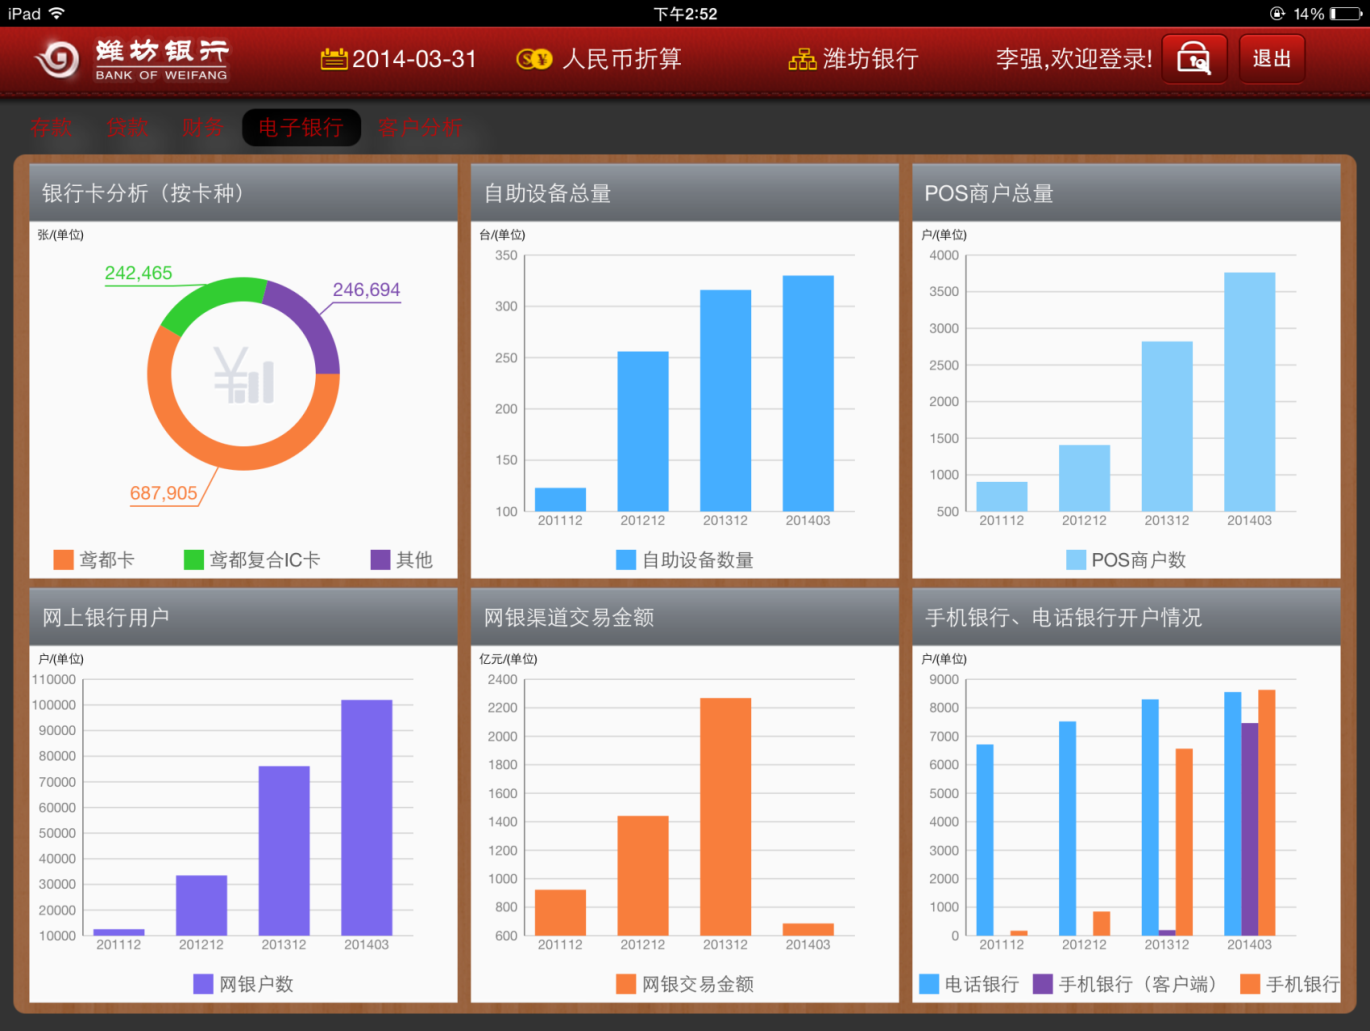 iPad 下午2:52 14%
潍坊银行 2014-03-31 人民币折算 潍坊银行 李强,欢迎登录! 退出
BANK OF WEIFANG
存款 贷款 财务 电子银行 客户分析
银行卡分析（按卡种）
张/(单位)
242,465
246,694
687,905
鸢都卡 鸢都复合IC卡 其他
自助设备总量
台/(单位)
350
300
250
200
150
100
201112 201212 201312 201403
自助设备数量
POS商户总量
户/(单位)
4000
3500
3000
2500
2000
1500
1000
500
201112 201212 201312 201403
POS商户数
网上银行用户
户/(单位)
110000
100000
90000
80000
70000
60000
50000
40000
30000
20000
10000
201112 201212 201312 201403
网银户数
网银渠道交易金额
亿元/(单位)
2400
2200
2000
1800
1600
1400
1200
1000
800
600
201112 201212 201312 201403
网银交易金额
手机银行、电话银行开户情况
户/(单位)
9000
8000
7000
6000
5000
4000
3000
2000
1000
0
201112 201212 201312 201403
电话银行 手机银行（客户端） 手机银行